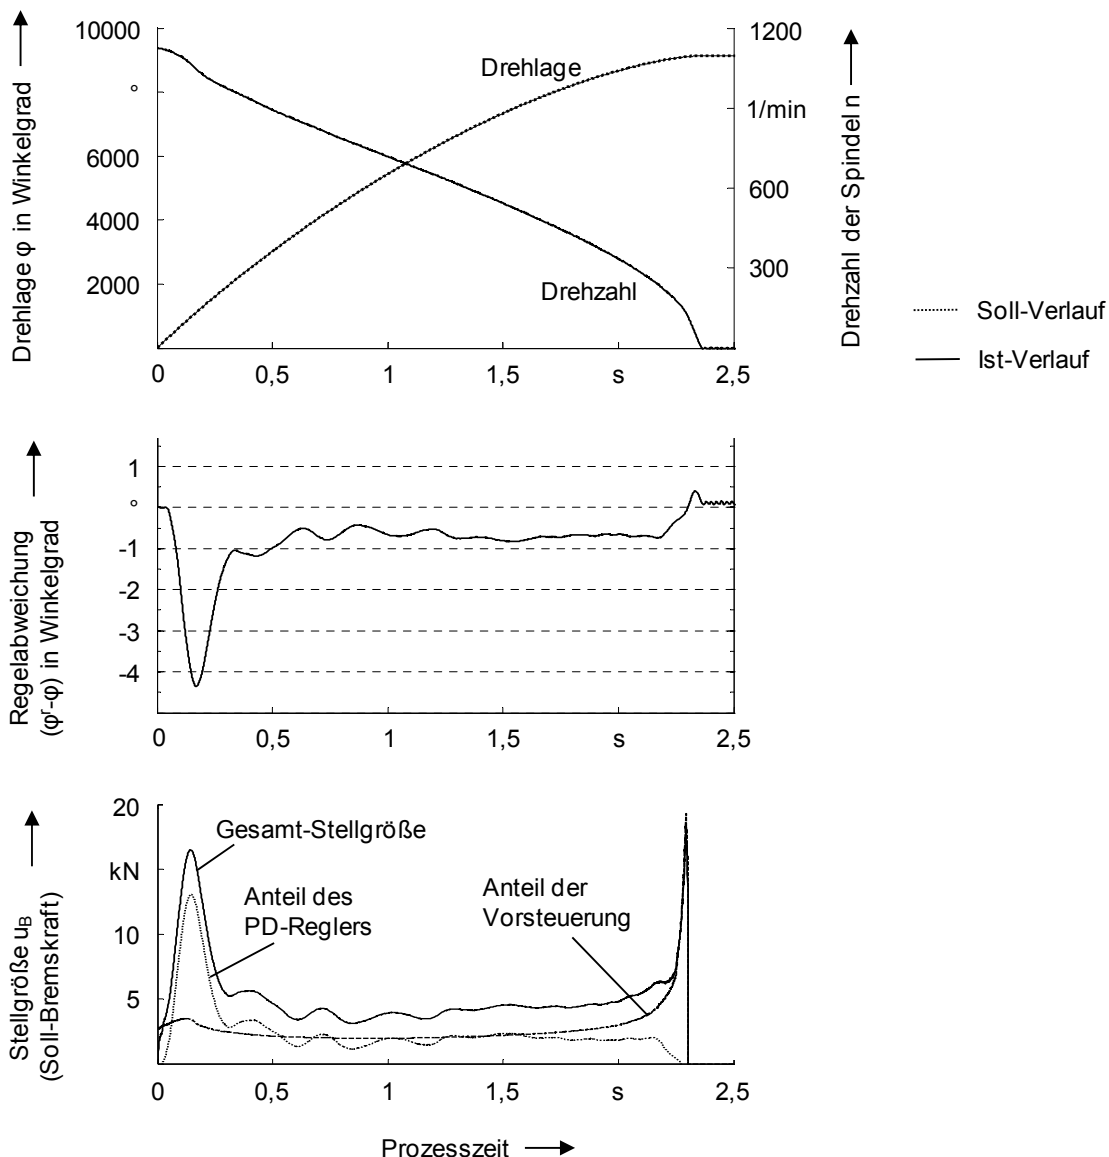 Drehlage φ in Winkelgrad
10000
°
6000
4000
2000
Drehlage
Drehzahl
1200
1/min
600
300
Drehzahl der Spindel n
0 0,5 1 1,5 s 2,5
Soll-Verlauf
Ist-Verlauf
Regelabweichung
(φʳ-φ) in Winkelgrad
1
°
-1
-2
-3
-4
0 0,5 1 1,5 s 2,5
Stellgröße u_B
(Soll-Bremskraft)
20
kN
10
5
Gesamt-Stellgröße
Anteil des
PD-Reglers
Anteil der
Vorsteuerung
0 0,5 1 1,5 s 2,5
Prozesszeit